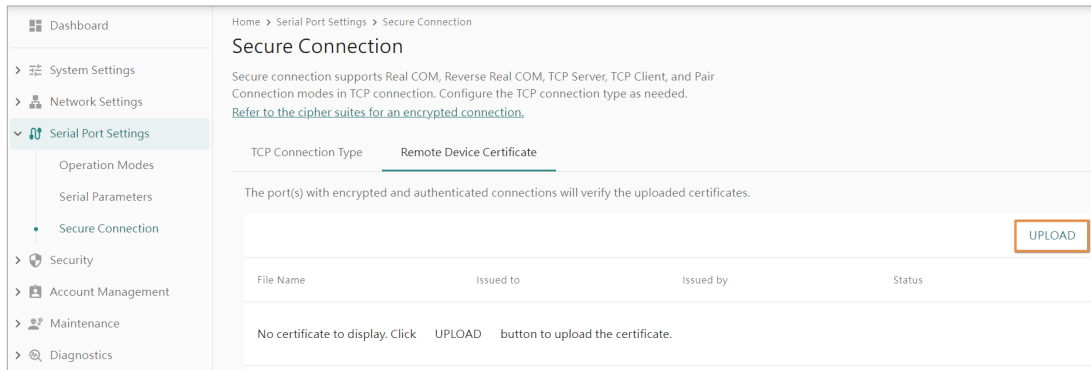 Dashboard
System Settings
Network Settings
Serial Port Settings
Operation Modes
Serial Parameters
Secure Connection
Security
Account Management
Maintenance
Diagnostics
Home > Serial Port Settings > Secure Connection
Secure Connection
Secure connection supports Real COM, Reverse Real COM, TCP Server, TCP Client, and Pair
Connection modes in TCP connection. Configure the TCP connection type as needed.
Refer to the cipher suites for an encrypted connection.
TCP Connection Type Remote Device Certificate
The port(s) with encrypted and authenticated connections will verify the uploaded certificates.
UPLOAD
File Name Issued to Issued by Status
No certificate to display. Click UPLOAD button to upload the certificate.